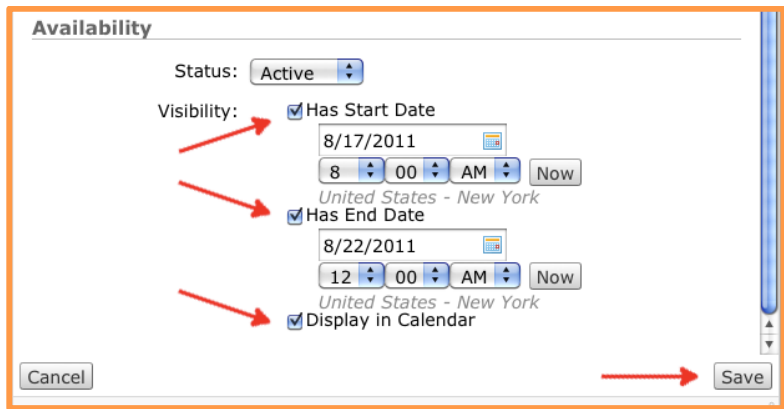 Availability
Status: Active
Visibility: Has Start Date
8/17/2011
8 00 AM Now
United States - New York
Has End Date
8/22/2011
12 00 AM Now
United States - New York
Display in Calendar
Cancel Save